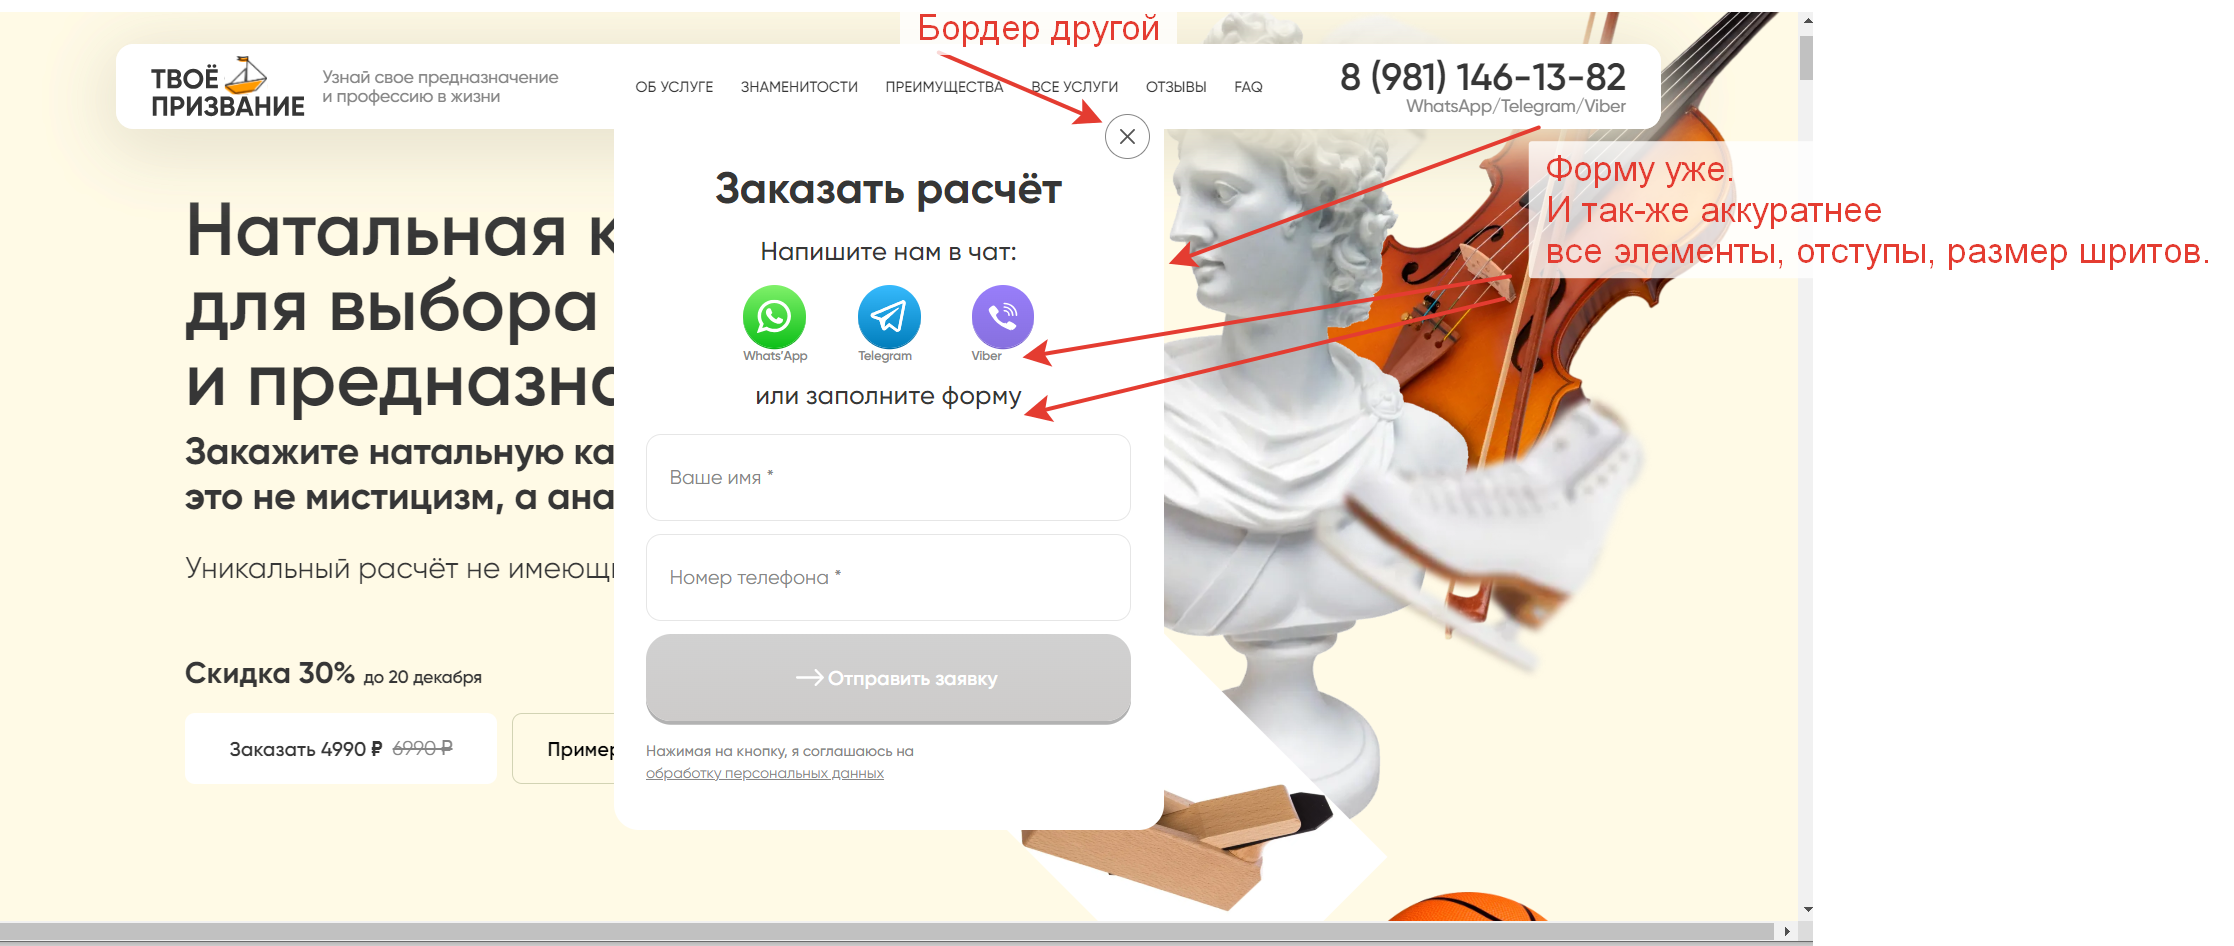 Бордер другой
ТВОЁ
ПРИЗВАНИЕ
Узнай свое предназначение
и профессию в жизни
ОБ УСЛУГЕ
ЗНАМЕНИТОСТИ
ПРЕИМУЩЕСТВА
ВСЕ УСЛУГИ
ОТЗЫВЫ
FAQ
8 (981) 146-13-82
WhatsApp/Telegram/Viber
Форму уже.
И так-же аккуратнее
все элементы, отступы, размер шритов.
Натальная к
для выбора
и предназна
Закажите натальную ка
это не мистицизм, а ана
Уникальный расчёт не имеющ
Скидка 30% до 20 декабря
Заказать 4990 ₽ 6990 ₽
Пример
Заказать расчёт
Напишите нам в чат:
Whats'App
Telegram
Viber
или заполните форму
Ваше имя *
Номер телефона *
Отправить заявку
Нажимая на кнопку, я соглашаюсь на
обработку персональных данных